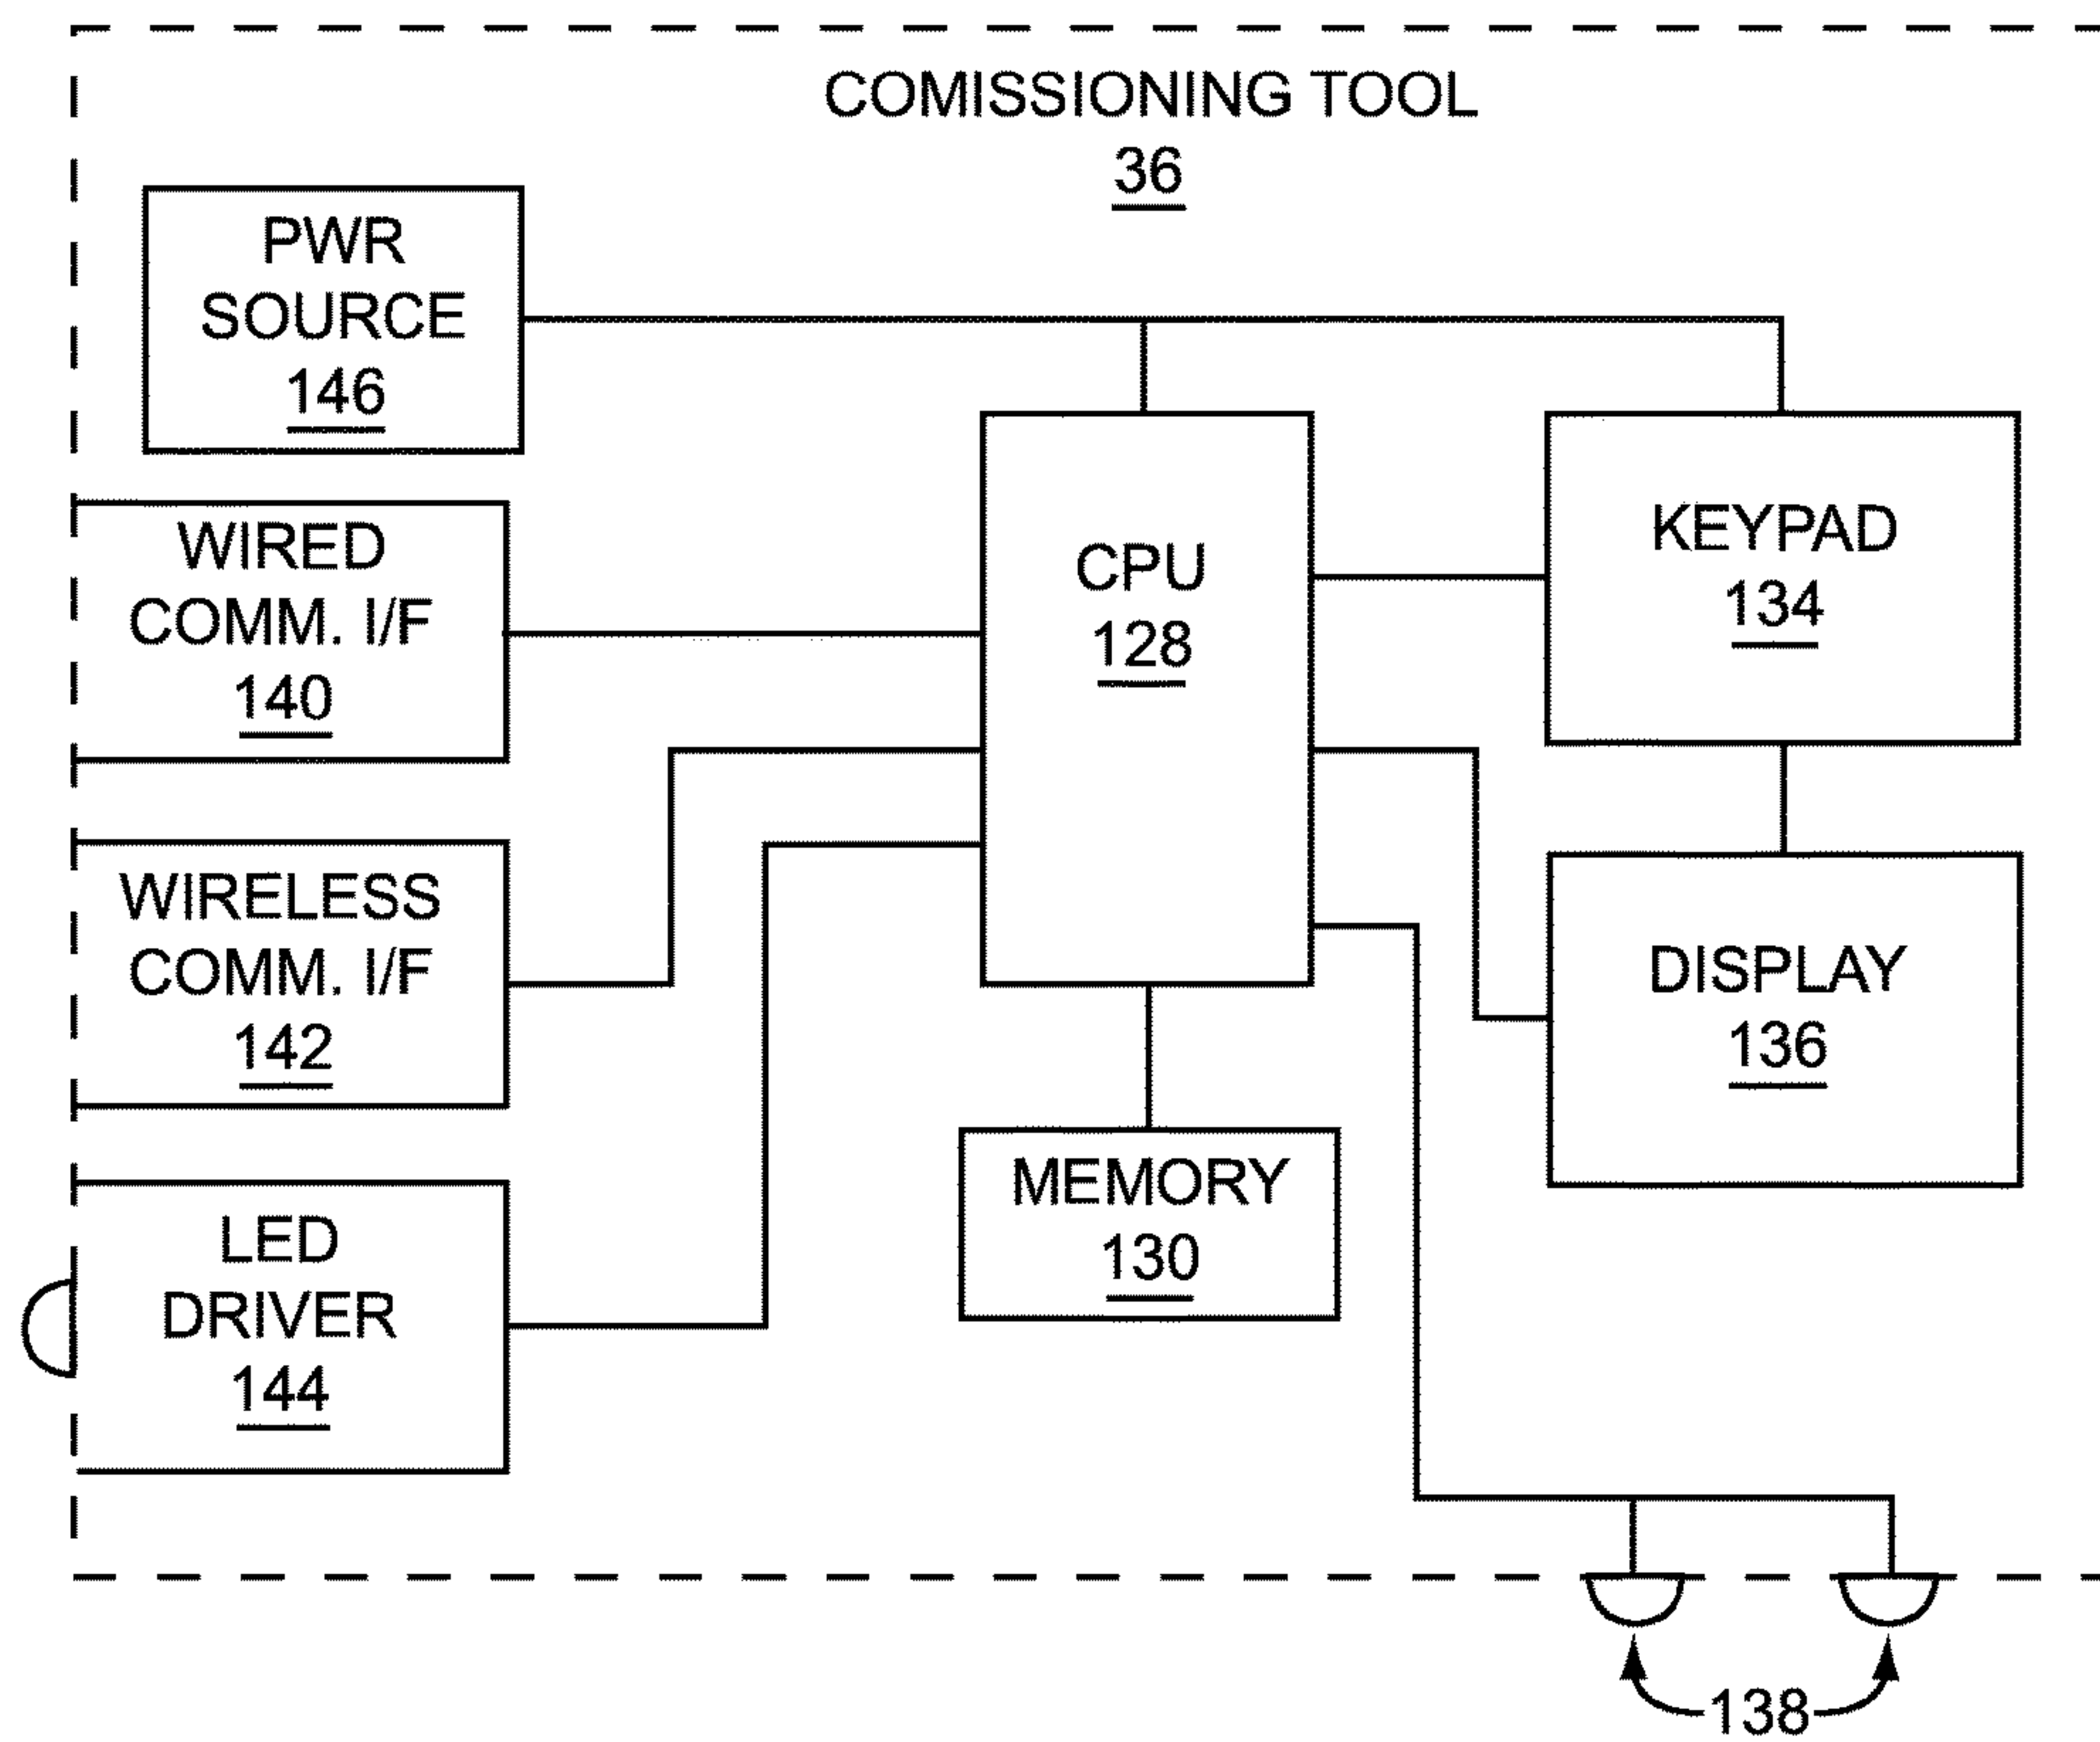 COMISSIONING TOOL
36
PWR
SOURCE
146
WIRED
COMM. I/F
140
CPU
128
KEYPAD
134
WIRELESS
COMM. I/F
142
DISPLAY
136
MEMORY
130
LED
DRIVER
144
138